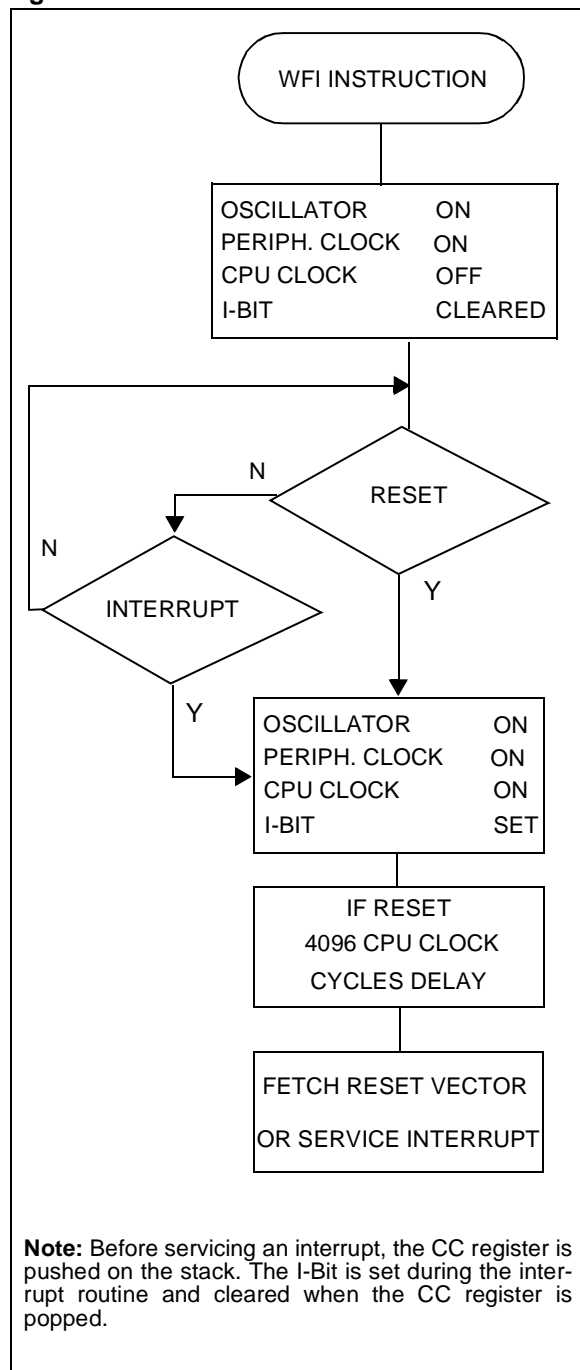 WFI INSTRUCTION
OSCILLATOR ON
PERIPH. CLOCK ON
CPU CLOCK OFF
I-BIT CLEARED
N
RESET
N
Y
INTERRUPT
Y
OSCILLATOR ON
PERIPH. CLOCK ON
CPU CLOCK ON
I-BIT SET
IF RESET
4096 CPU CLOCK
CYCLES DELAY
FETCH RESET VECTOR
OR SERVICE INTERRUPT
Note: Before servicing an interrupt, the CC register is
pushed on the stack. The I-Bit is set during the inter-
rupt routine and cleared when the CC register is
popped.